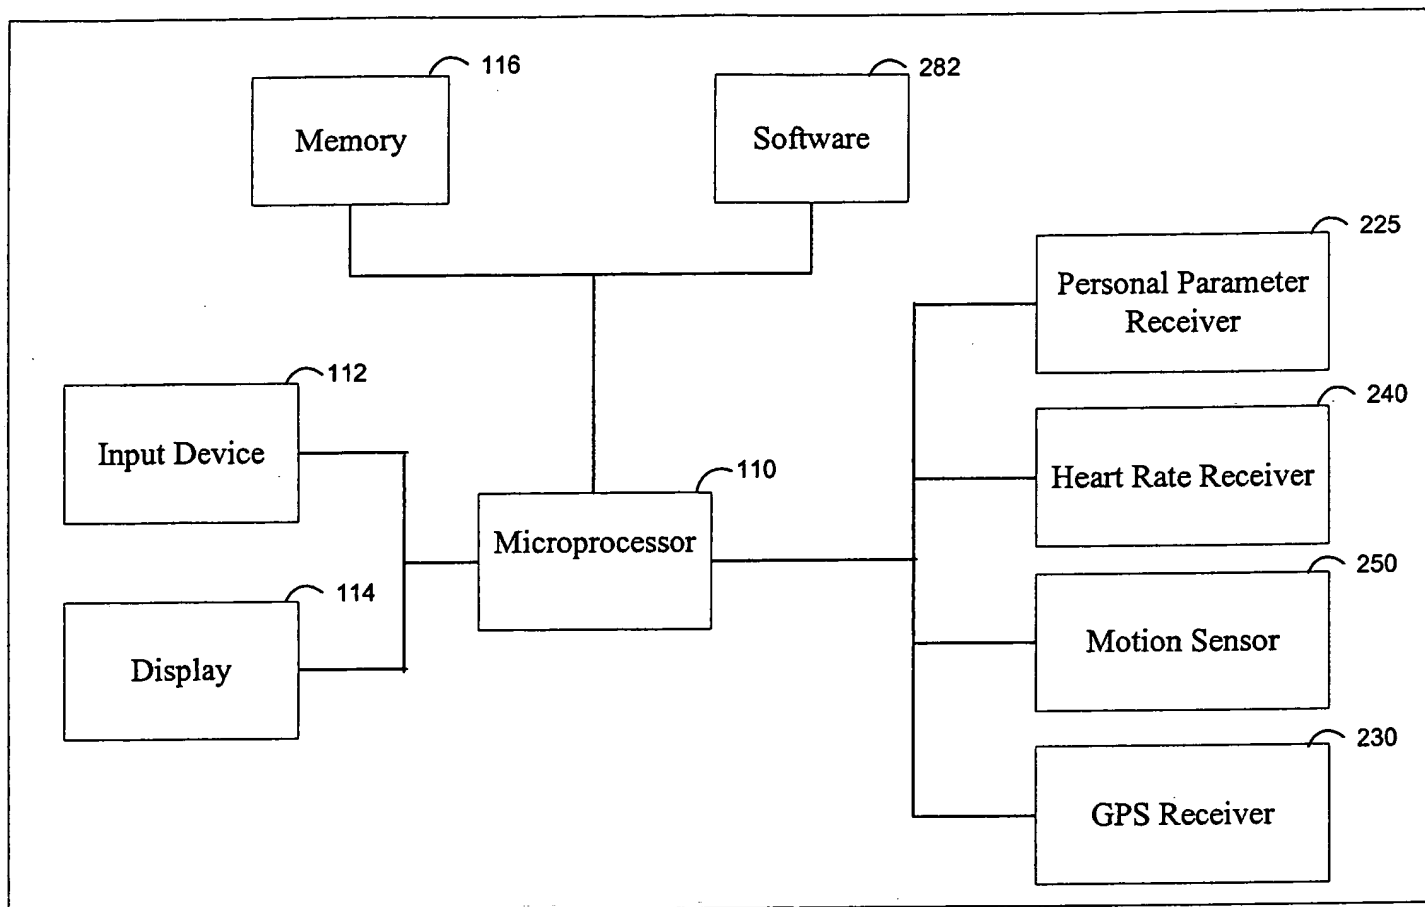 116
Memory
282
Software
225
Personal Parameter
Receiver
112
Input Device
240
Heart Rate Receiver
110
Microprocessor
114
Display
250
Motion Sensor
230
GPS Receiver